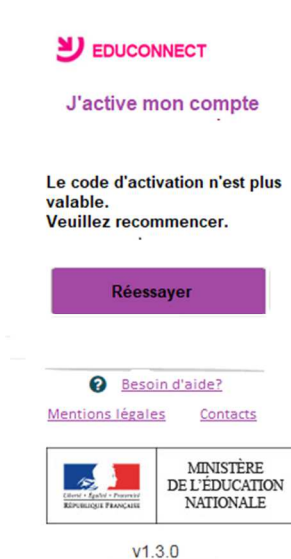 EDUCONNECT
J'active mon compte
Le code d'activation n'est plus
valable.
Veuillez recommencer.
Réessayer
? Besoin d'aide?
Mentions légales Contacts
Liberté • Égalité • Fraternité
RÉPUBLIQUE FRANÇAISE
MINISTÈRE
DE L'ÉDUCATION
NATIONALE
v1.3.0